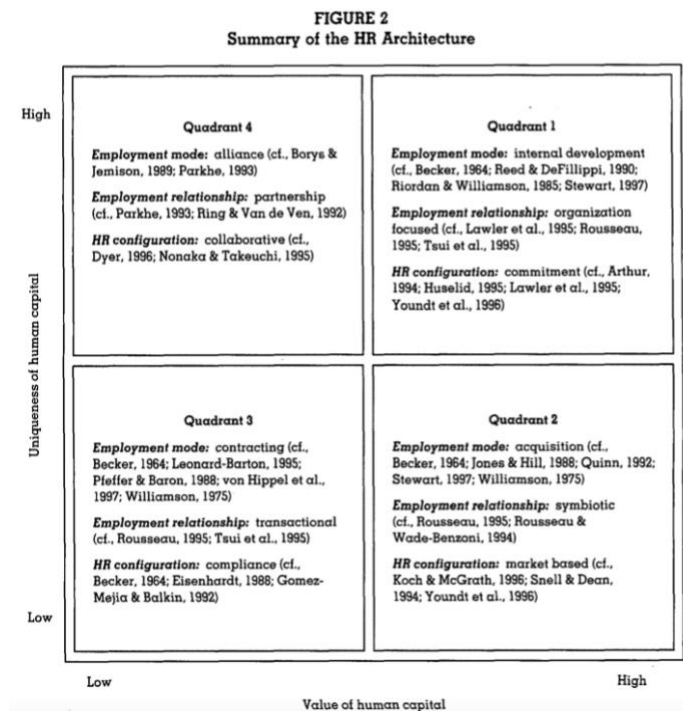 FIGURE 2
Summary of the HR Architecture
High
Quadrant 4
Employment mode: alliance (cf., Borys &
Jemison, 1989; Parkhe, 1993)
Employment relationship: partnership
(cf., Parkhe, 1993; Ring & Van de Ven, 1992)
HR configuration: collaborative (cf.,
Dyer, 1996; Nonaka & Takeuchi, 1995)
Quadrant 1
Employment mode: internal development
(cf., Becker, 1964; Reed & DeFillippi, 1990;
Riordan & Williamson, 1985; Stewart, 1997)
Employment relationship: organization
focused (cf., Lawler et al., 1995; Rousseau,
1995; Tsui et al., 1995)
HR configuration: commitment (cf., Arthur,
1994; Huselid, 1995; Lawler et al., 1995;
Youndt et al., 1996)
Uniqueness of human capital
Quadrant 3
Employment mode: contracting (cf.,
Becker, 1964; Leonard-Barton, 1995;
Pfeffer & Baron, 1988; von Hippel et al.,
1997; Williamson, 1975)
Employment relationship: transactional
(cf., Rousseau, 1995; Tsui et al., 1995)
HR configuration: compliance (cf.,
Becker, 1964; Eisenhardt, 1988; Gomez-
Mejia & Balkin, 1992)
Quadrant 2
Employment mode: acquisition (cf.,
Becker, 1964; Jones & Hill, 1988; Quinn, 1992;
Stewart, 1997; Williamson, 1975)
Employment relationship: symbiotic
(cf., Rousseau, 1995; Rousseau &
Wade-Benzoni, 1994)
HR configuration: market based (cf.,
Koch & McGrath, 1996; Snell & Dean,
1994; Youndt et al., 1996)
Low
Low
High
Value of human capital